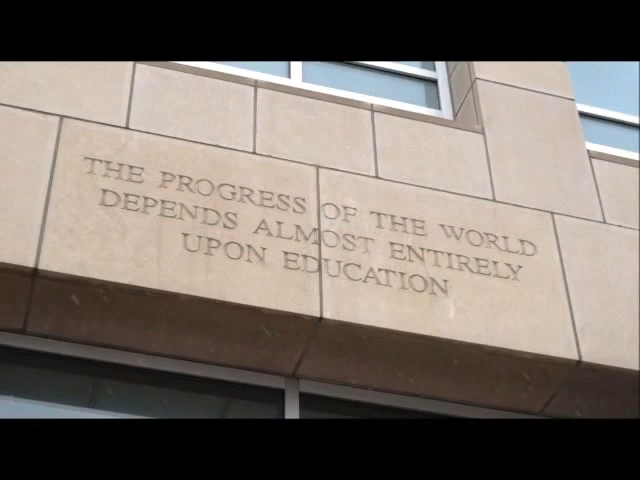 THE PROGRESS OF THE WORLD
DEPENDS ALMOST ENTIRELY
UPON EDUCATION